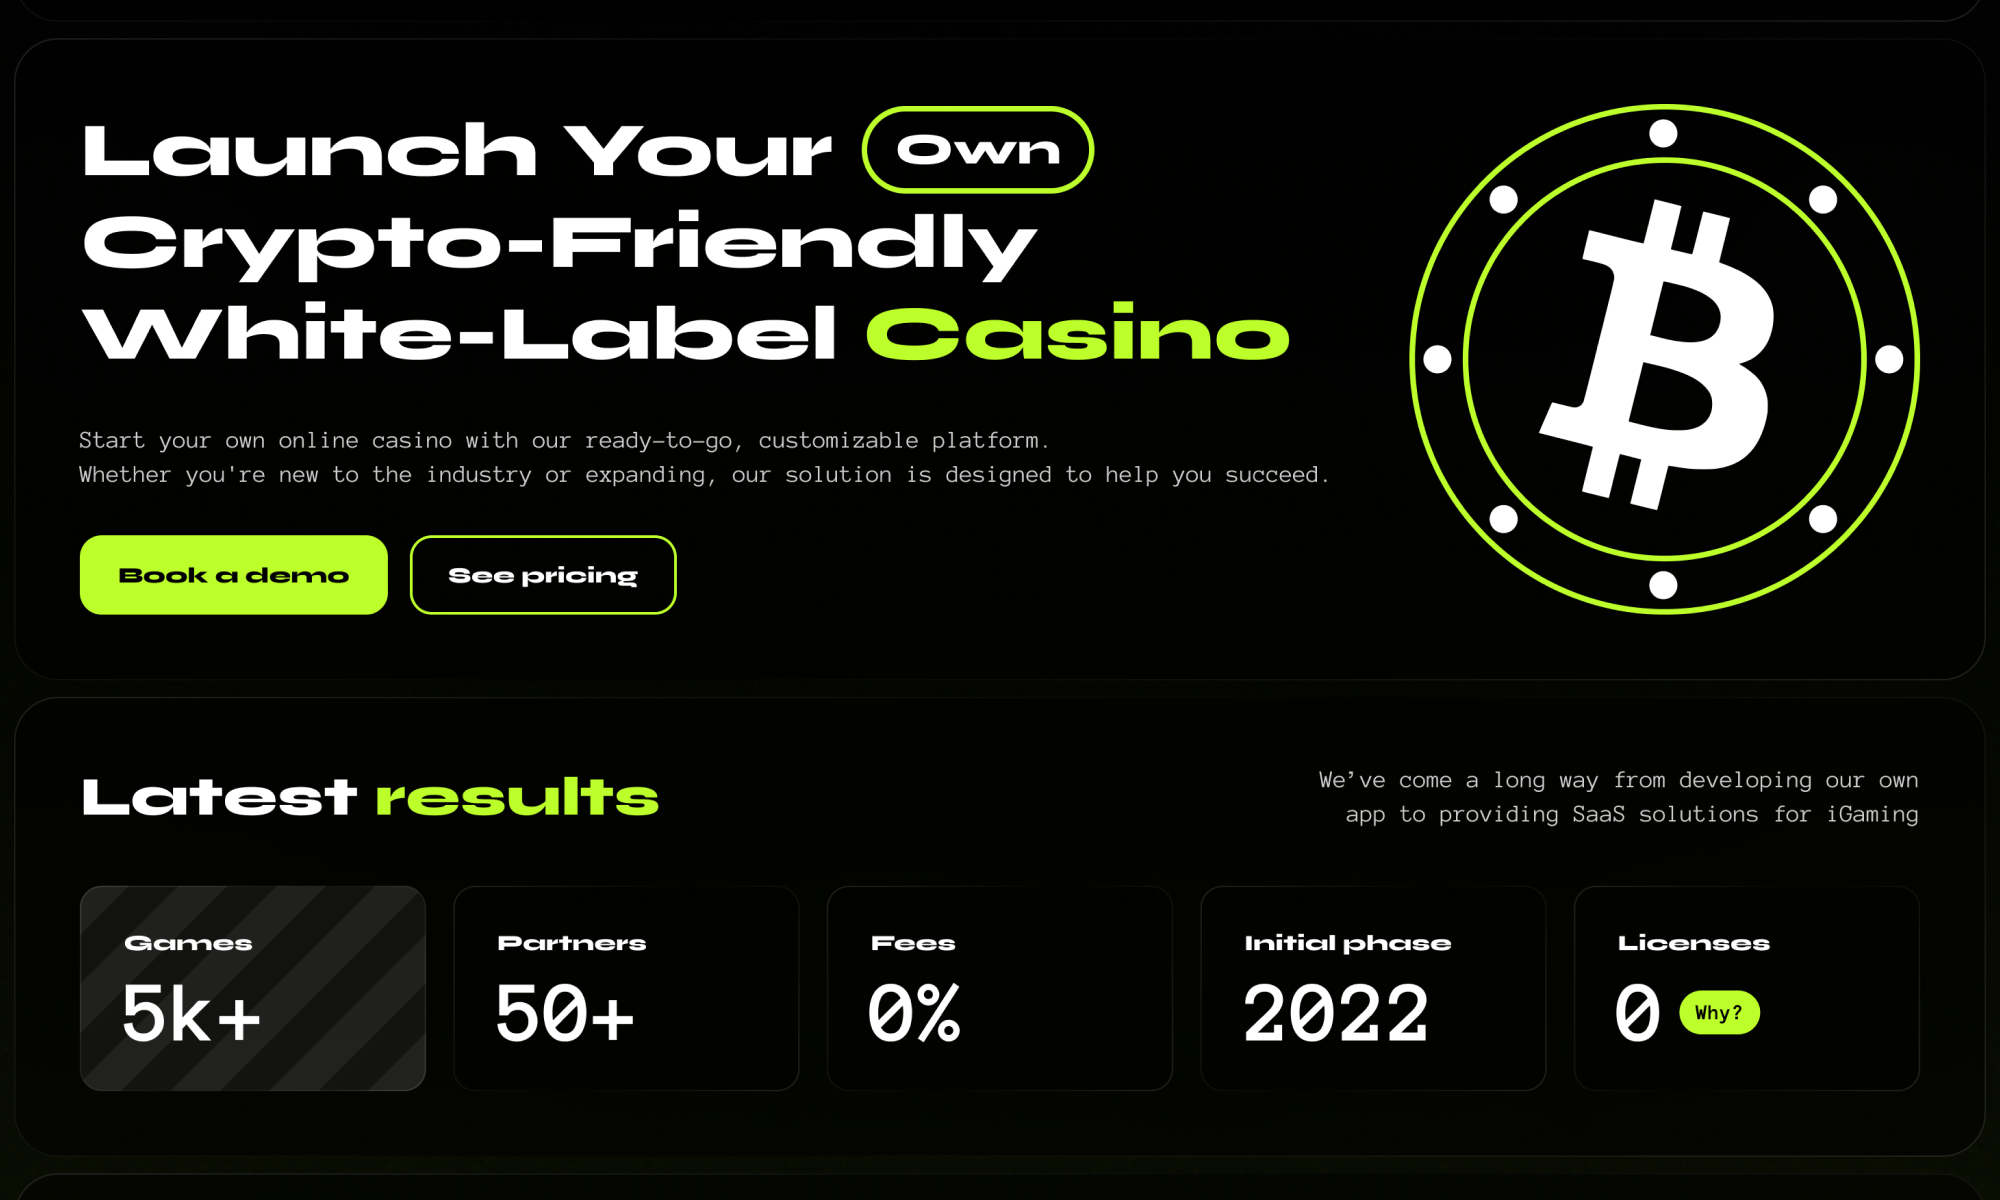 Launch Your Own
Crypto-Friendly
White-Label Casino
Start your own online casino with our ready-to-go, customizable platform.
Whether you're new to the industry or expanding, our solution is designed to help you succeed.
Book a demo
See pricing
Latest results
We’ve come a long way from developing our own
app to providing SaaS solutions for iGaming
Games
5k+
Partners
50+
Fees
0%
Initial phase
2022
Licenses
0 Why?